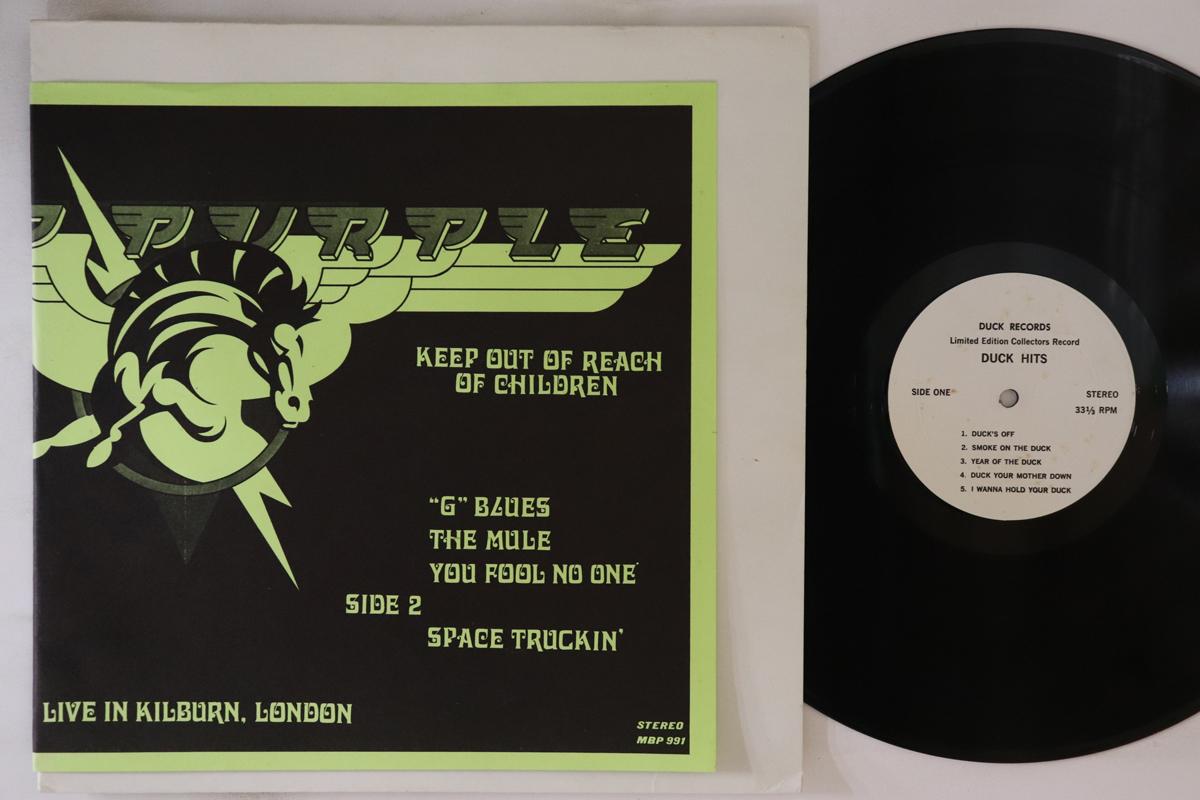 P PURPLE
KEEP OUT OF REACH
OF CHILDREN
"G" BLUES
THE MULE
YOU FOOL NO ONE
SIDE 2
SPACE TRUCKIN'
LIVE IN KILBURN, LONDON
STEREO
MBP 991
DUCK RECORDS
Limited Edition Collectors Record
DUCK HITS
SIDE ONE
STEREO
33⅓ RPM
1. DUCK'S OFF
2. SMOKE ON THE DUCK
3. YEAR OF THE DUCK
4. DUCK YOUR MOTHER DOWN
5. I WANNA HOLD YOUR DUCK